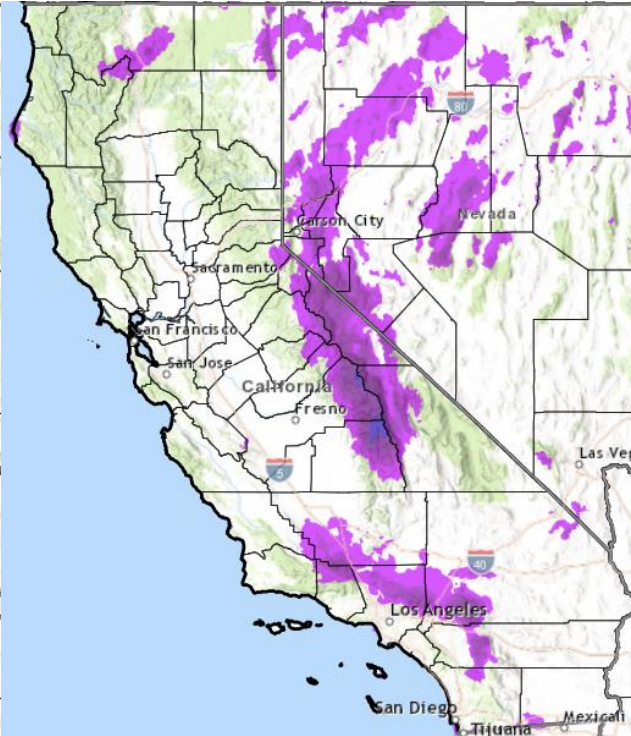 80
Carson City
Nevada
Sacramento
San Francisco
San Jose
California
Fresno
5
Las Veg
40
Los Angeles
San Diego
Mexicali
Tijuana